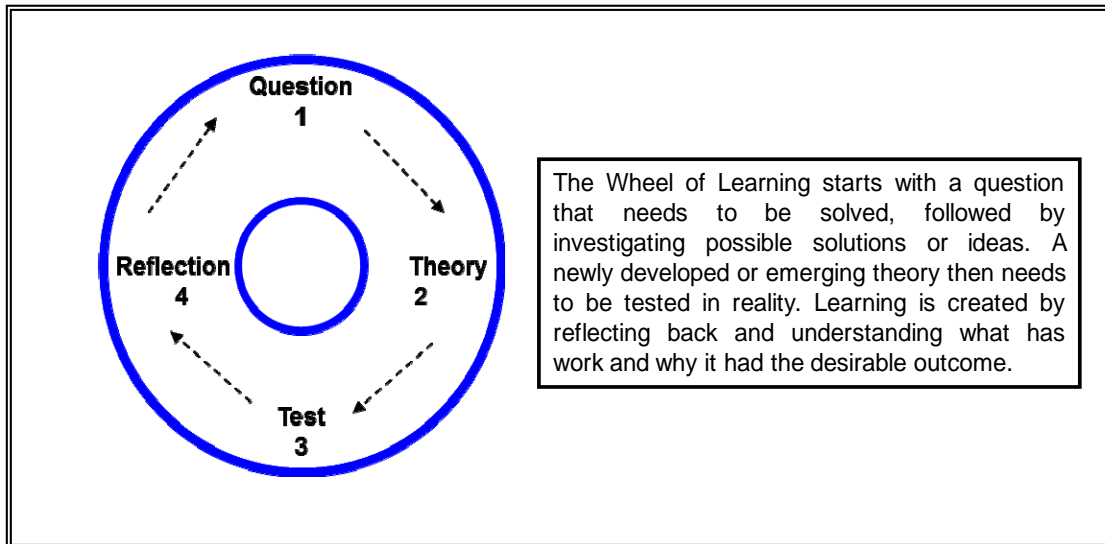 Question
1
Reflection
4
Theory
2
Test
3
The Wheel of Learning starts with a question
that needs to be solved, followed by
investigating possible solutions or ideas. A
newly developed or emerging theory then needs
to be tested in reality. Learning is created by
reflecting back and understanding what has
work and why it had the desirable outcome.